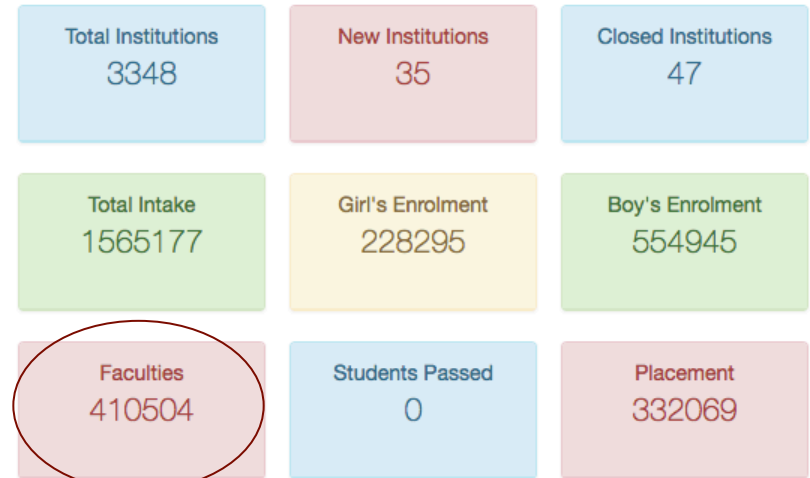 Total Institutions
3348
New Institutions
35
Closed Institutions
47
Total Intake
1565177
Girl's Enrolment
228295
Boy's Enrolment
554945
Faculties
410504
Students Passed
0
Placement
332069